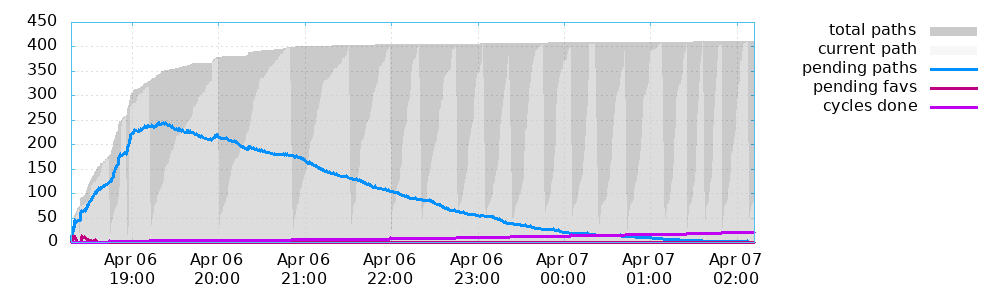 450
400
350
300
250
200
150
100
50
0
Apr 06 Apr 06 Apr 06 Apr 06 Apr 06 Apr 07 Apr 07 Apr 07
19:00 20:00 21:00 22:00 23:00 00:00 01:00 02:00
total paths
current path
pending paths
pending favs
cycles done